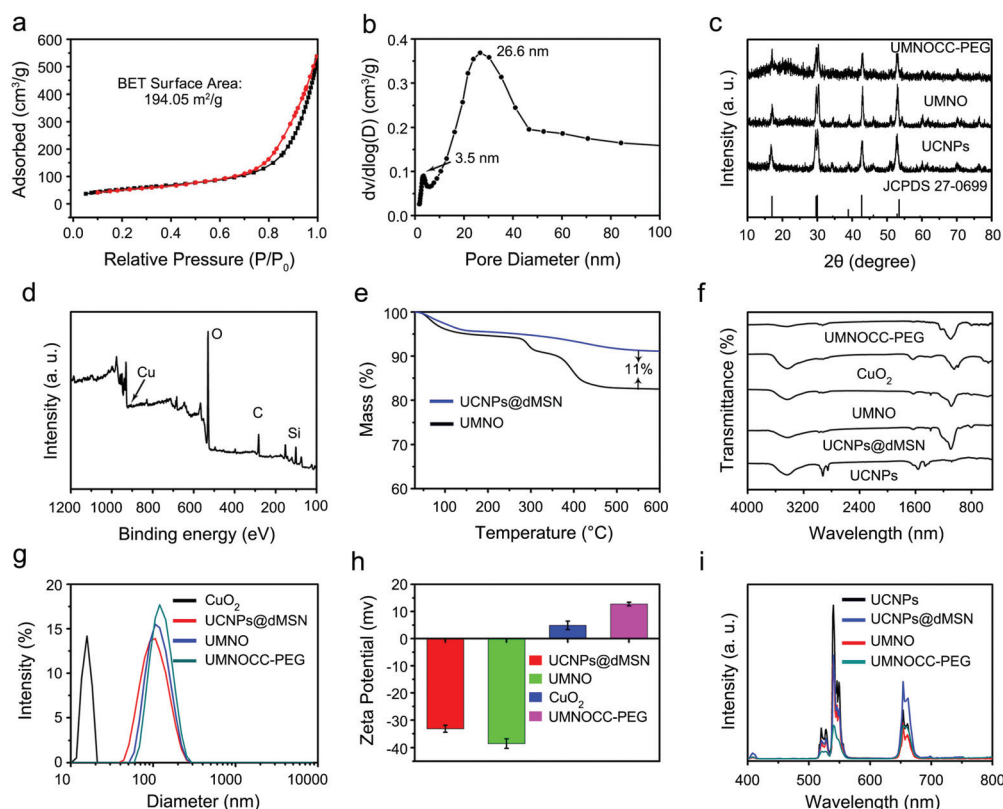 a
600
500
400
300
200
100
0
Adsorbed (cm³/g)
BET Surface Area:
194.05 m²/g
0.0 0.2 0.4 0.6 0.8 1.0
Relative Pressure (P/P₀)
b
0.4
0.3
0.2
0.1
0.0
dv/dlog(D) (cm³/g)
26.6 nm
3.5 nm
0 20 40 60 80 100
Pore Diameter (nm)
c
Intensity (a. u.)
UMNOCC-PEG
UMNO
UCNPs
JCPDS 27-0699
10 20 30 40 50 60 70 80
2θ (degree)
d
Intensity (a. u.)
Cu
O
C
Si
1200 1000 800 600 400 200 100
Binding energy (eV)
e
100
90
80
70
60
Mass (%)
11%
UCNPs@dMSN
UMNO
100 200 300 400 500 600
Temperature (°C)
f
Transmittance (%)
UMNOCC-PEG
CuO₂
UMNO
UCNPs@dMSN
UCNPs
4000 3200 2400 1600 800
Wavelength (nm)
g
20
15
10
5
0
Intensity (%)
CuO₂
UCNPs@dMSN
UMNO
UMNOCC-PEG
10 100 1000 10000
Diameter (nm)
h
20
10
0
-10
-20
-30
-40
Zeta Potential (mv)
UCNPs@dMSN
UMNO
CuO₂
UMNOCC-PEG
i
Intensity (a. u.)
UCNPs
UCNPs@dMSN
UMNO
UMNOCC-PEG
400 500 600 700 800
Wavelength (nm)